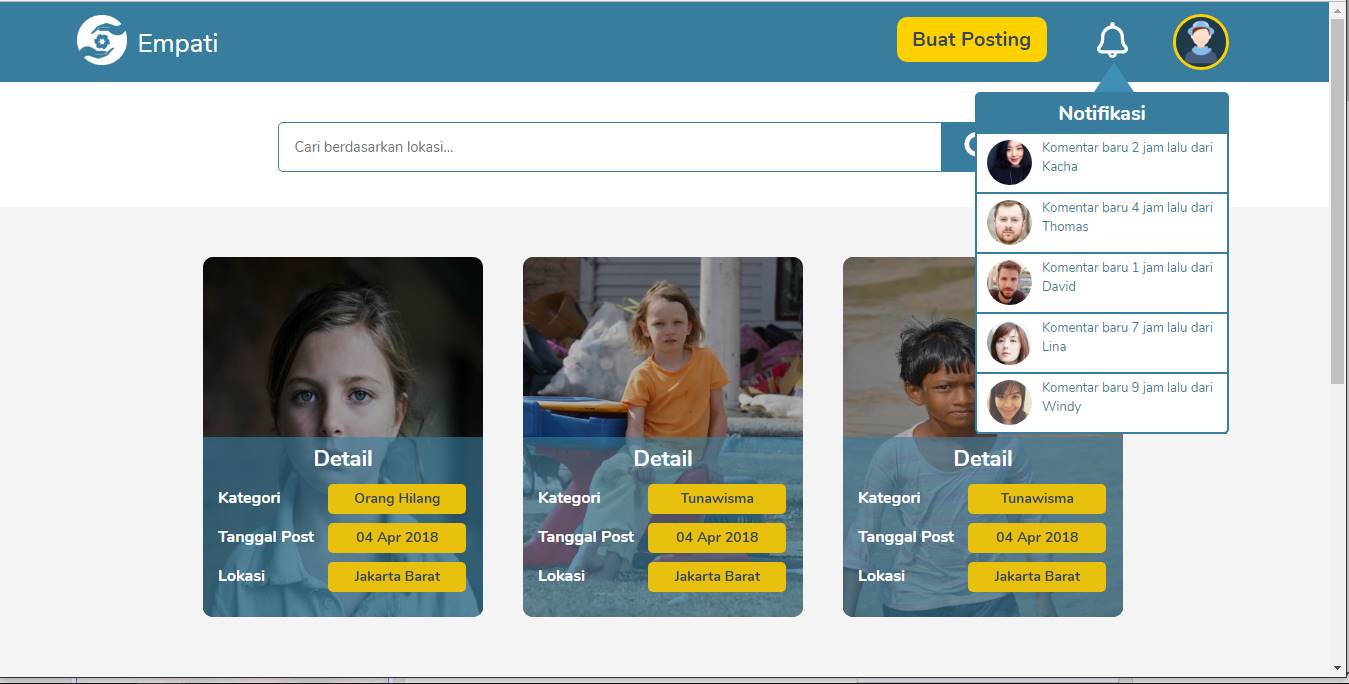 Empati
Buat Posting
Notifikasi
Cari berdasarkan lokasi...
Komentar baru 2 jam lalu dari
Kacha
Komentar baru 4 jam lalu dari
Thomas
Komentar baru 1 jam lalu dari
David
Komentar baru 7 jam lalu dari
Lina
Komentar baru 9 jam lalu dari
Windy
Detail
Kategori Orang Hilang
Tanggal Post 04 Apr 2018
Lokasi Jakarta Barat
Detail
Kategori Tunawisma
Tanggal Post 04 Apr 2018
Lokasi Jakarta Barat
Detail
Kategori Tunawisma
Tanggal Post 04 Apr 2018
Lokasi Jakarta Barat